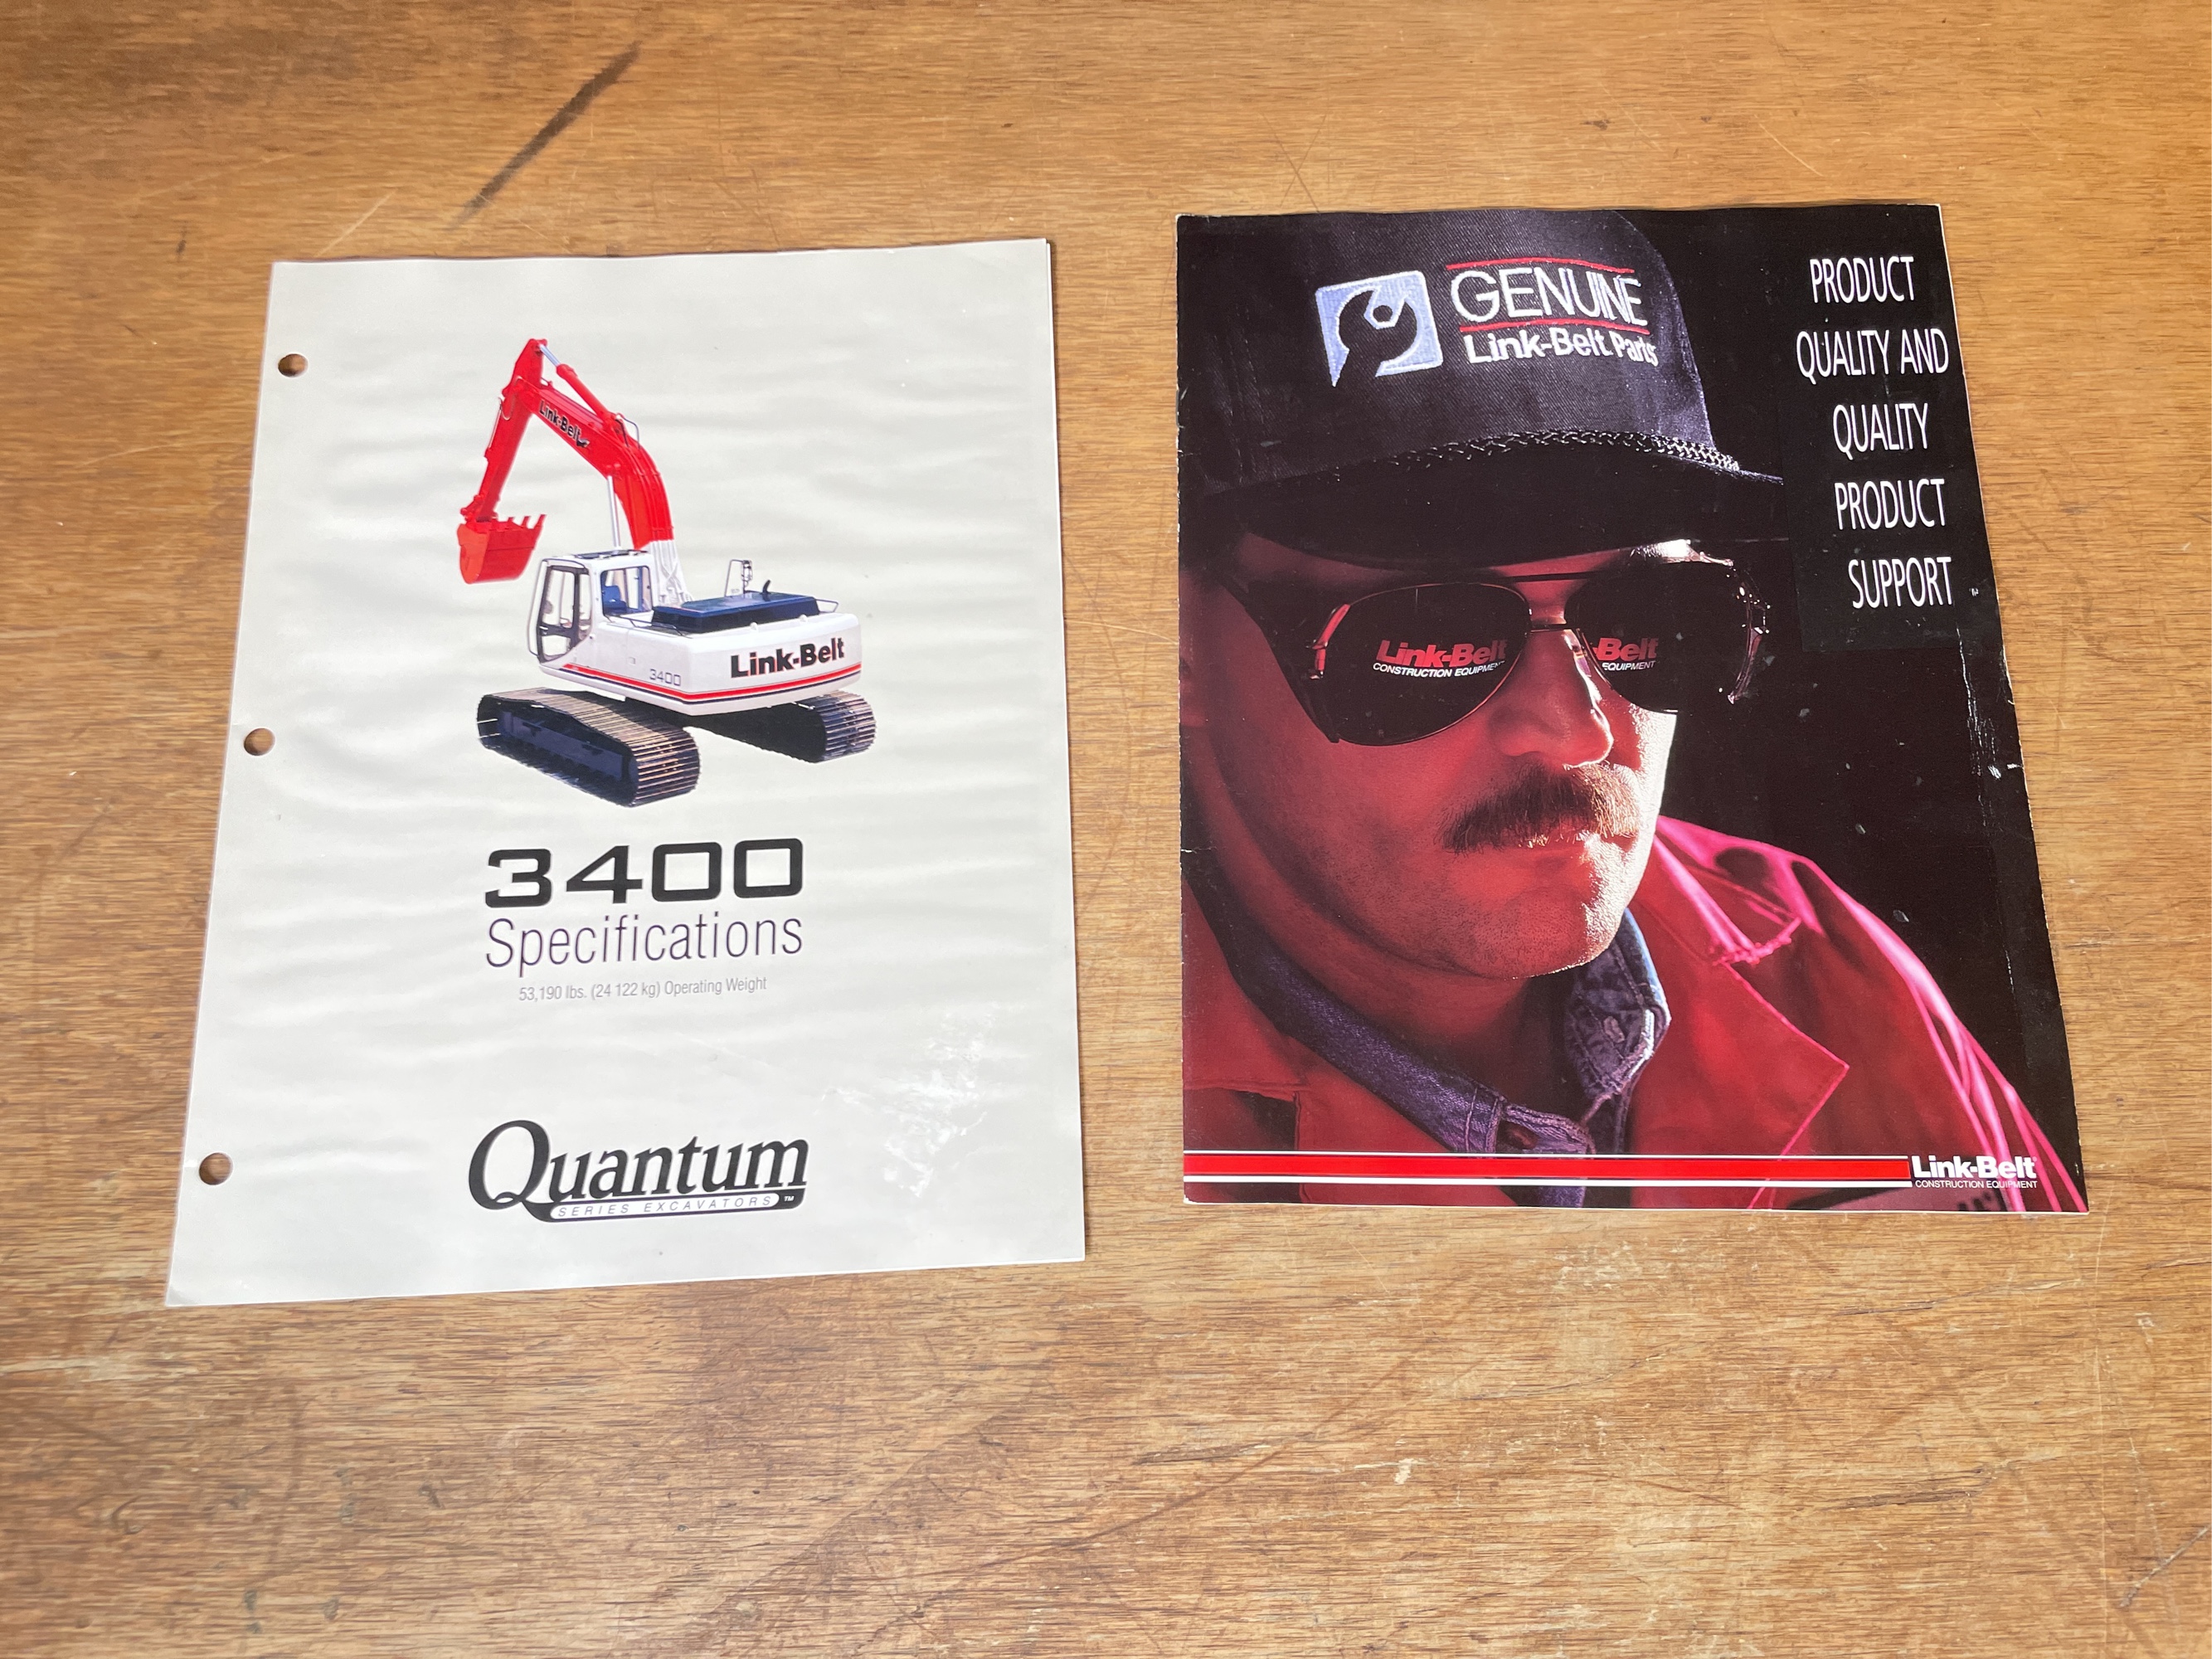 Link-Belt
Link-Belt
3400
3400
Specifications
53,190 lbs. (24 122 kg) Operating Weight
Quantum
SERIES EXCAVATORS ™
GENUINE
Link-Belt Parts
PRODUCT
QUALITY AND
QUALITY
PRODUCT
SUPPORT
Link-Belt
CONSTRUCTION EQUIPMENT
-Belt
EQUIPMENT
Link-Belt
CONSTRUCTION EQUIPMENT